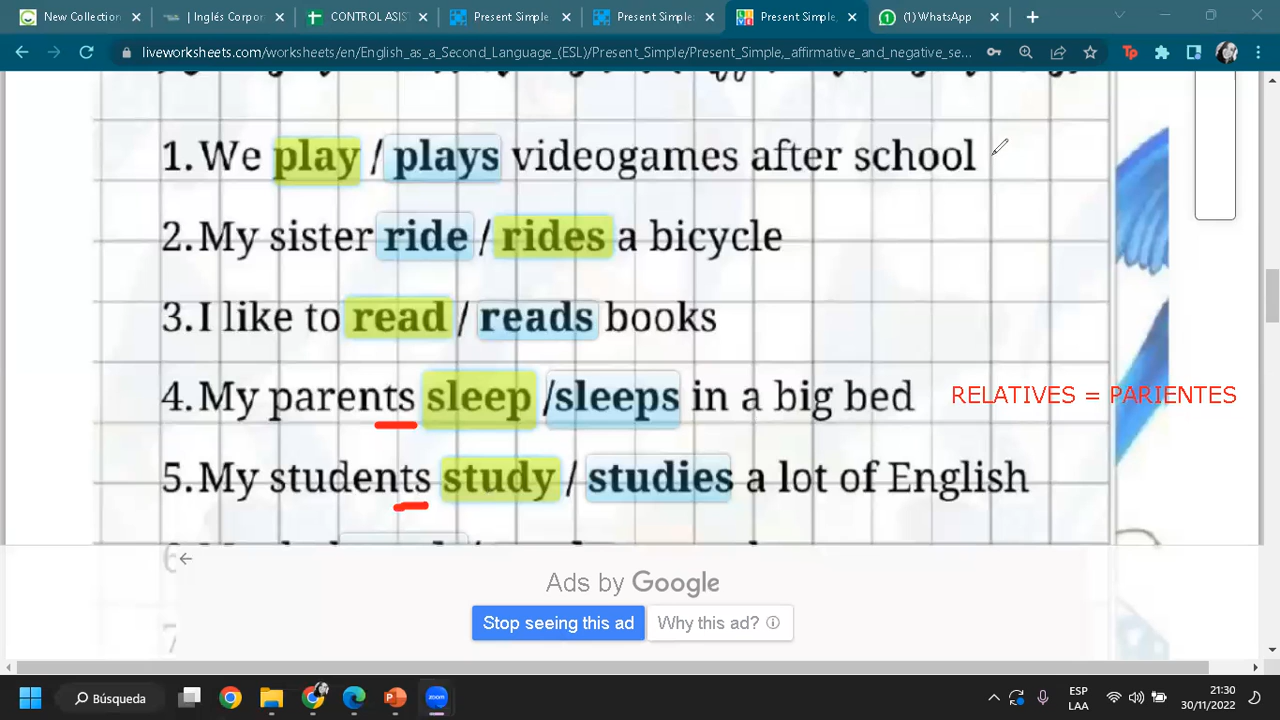 New Collection
| Inglés Corpor
CONTROL ASIS
Present Simple
Present Simple:
Present Simple,
(1) WhatsApp
liveworksheets.com/worksheets/en/English_as_a_Second_Language_(ESL)/Present_Simple/Present_Simple,_affirmative_and_negative_se...
1. We play / plays videogames after school
2. My sister ride / rides a bicycle
3. I like to read / reads books
4. My parents sleep /sleeps in a big bed
RELATIVES = PARIENTES
5. My students study / studies a lot of English
6
Ads by Google
Stop seeing this ad
Why this ad?
7
Búsqueda
ESP
LAA
21:30
30/11/2022